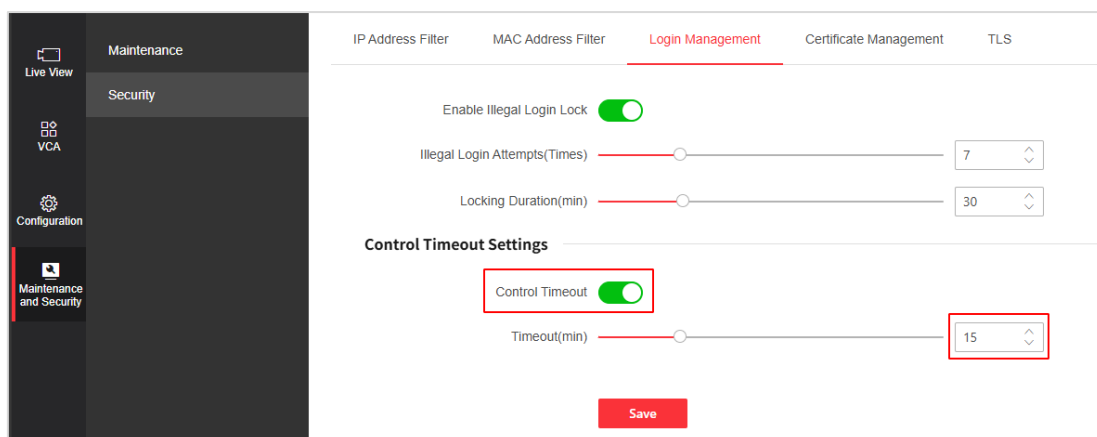 Live View
VCA
Configuration
Maintenance
and Security
Maintenance
Security
IP Address Filter MAC Address Filter Login Management Certificate Management TLS
Enable Illegal Login Lock
Illegal Login Attempts(Times) 7
Locking Duration(min) 30
Control Timeout Settings
Control Timeout
Timeout(min) 15
Save